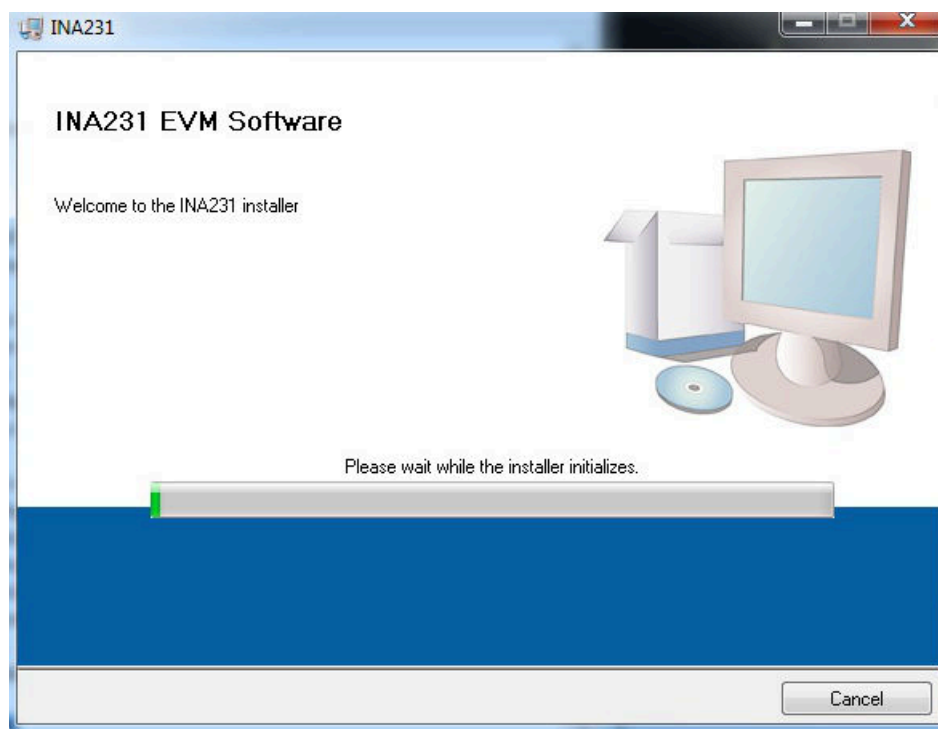 INA231
INA231 EVM Software
Welcome to the INA231 installer
Please wait while the installer initializes.
Cancel